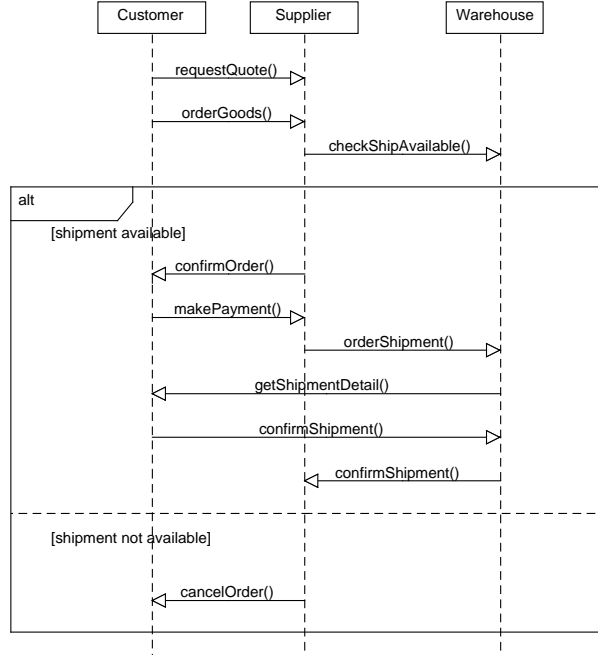 Customer Supplier Warehouse
requestQuote()
orderGoods()
checkShipAvailable()
alt
[shipment available]
confirmOrder()
makePayment()
orderShipment()
getShipmentDetail()
confirmShipment()
confirmShipment()
[shipment not available]
cancelOrder()